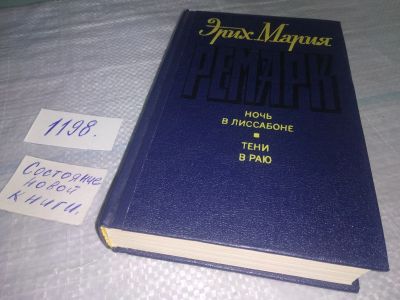 Эрих Мария
РЕМАРК
НОЧЬ
В ЛИССАБОНЕ
ТЕНИ
В РАЮ
1198.
Состояние
новой
книги.